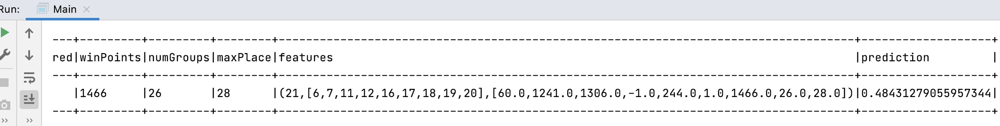 Run: Main
---+---------+---------+--------+------------------------------------------------------------------------------------+-------------------+
red|winPoints|numGroups|maxPlace|features                                                                            |prediction         |
---+---------+---------+--------+------------------------------------------------------------------------------------+-------------------+
   |1466     |26       |28      |(21,[6,7,11,12,16,17,18,19,20],[60.0,1241.0,1306.0,-1.0,244.0,1.0,1466.0,26.0,28.0])|0.48431279055957344|
---+---------+---------+--------+------------------------------------------------------------------------------------+-------------------+